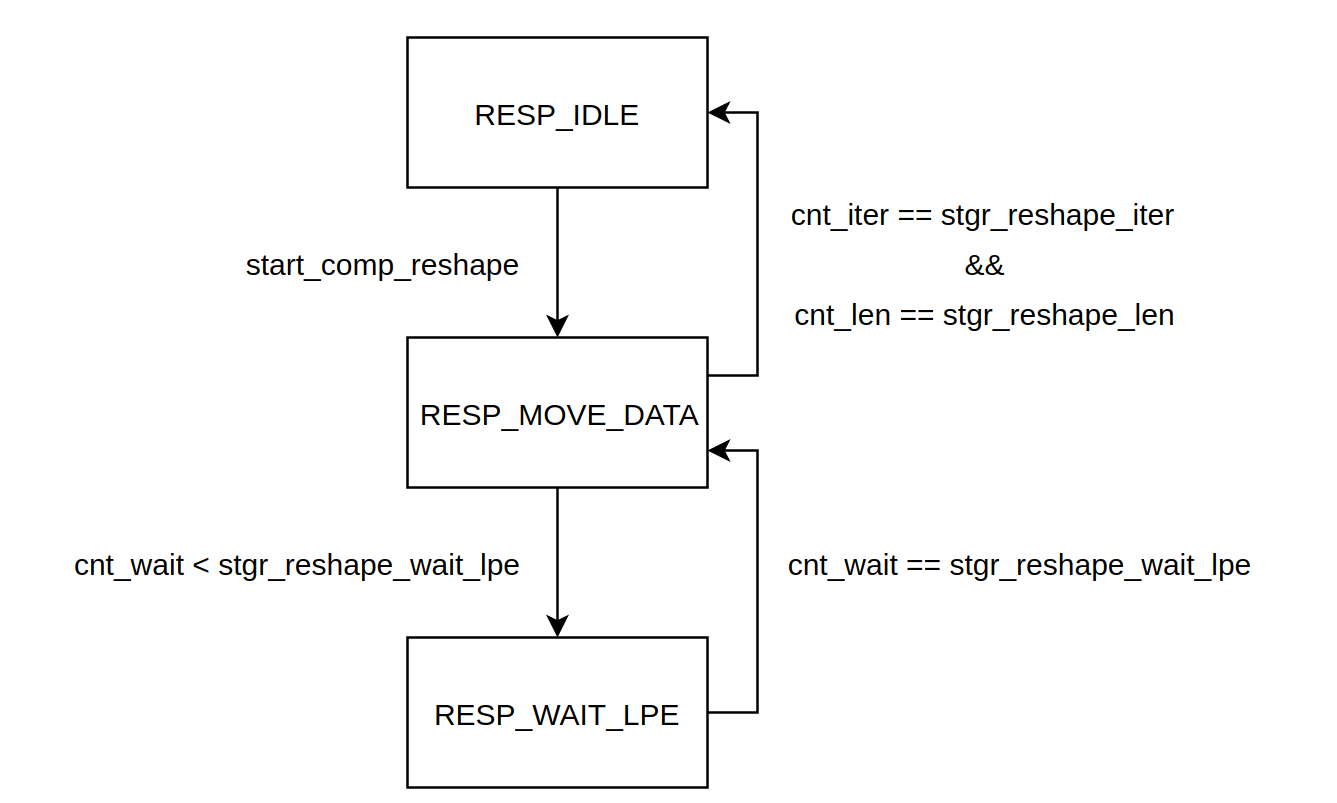 RESP_IDLE
cnt_iter == stgr_reshape_iter
start_comp_reshape
&&
cnt_len == stgr_reshape_len
RESP_MOVE_DATA
cnt_wait < stgr_reshape_wait_lpe
cnt_wait == stgr_reshape_wait_lpe
RESP_WAIT_LPE